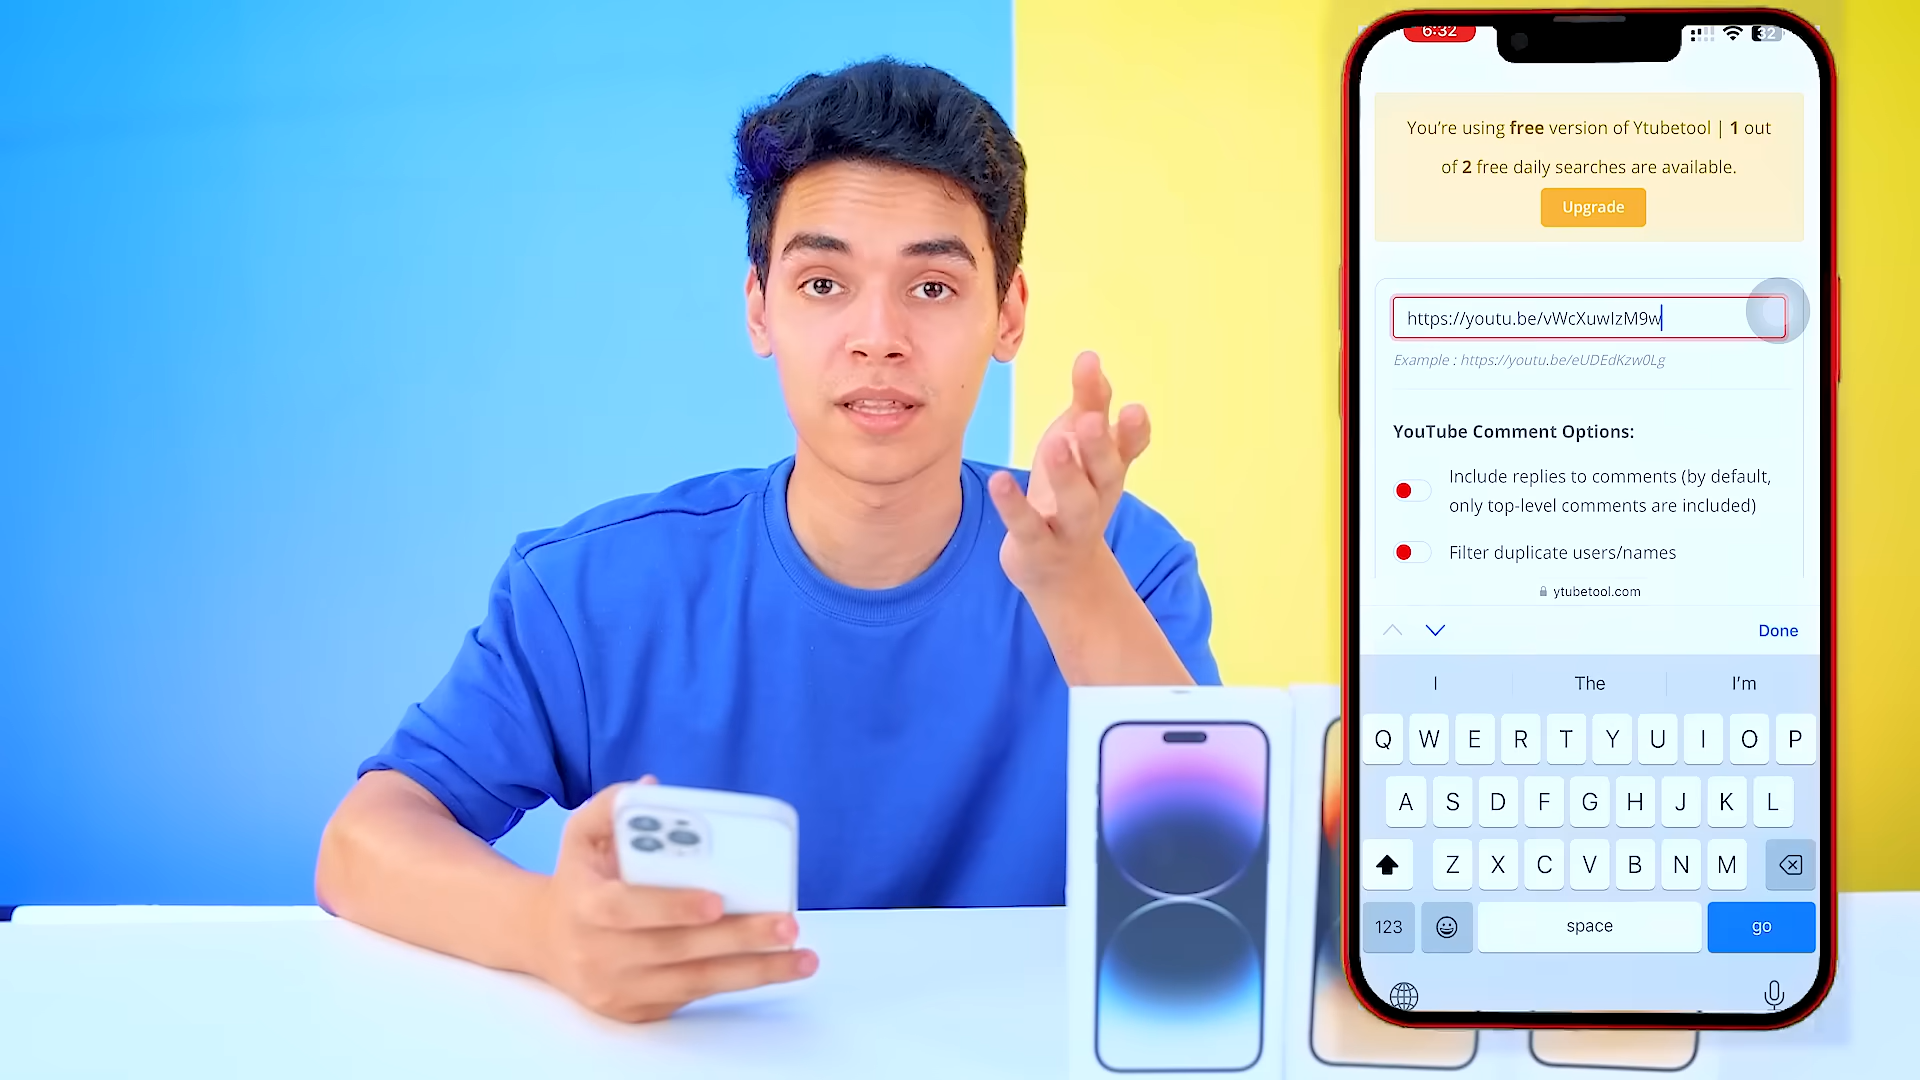 6:32
32
You're using free version of Ytubetool | 1 out
of 2 free daily searches are available.
Upgrade
https://youtu.be/vWcXuwIzM9w
Example : https://youtu.be/eUDEdKzw0Lg
YouTube Comment Options:
Include replies to comments (by default,
only top-level comments are included)
Filter duplicate users/names
ytubetool.com
Done
I The I'm
Q W E R T Y U I O P
A S D F G H J K L
Z X C V B N M
123 space go